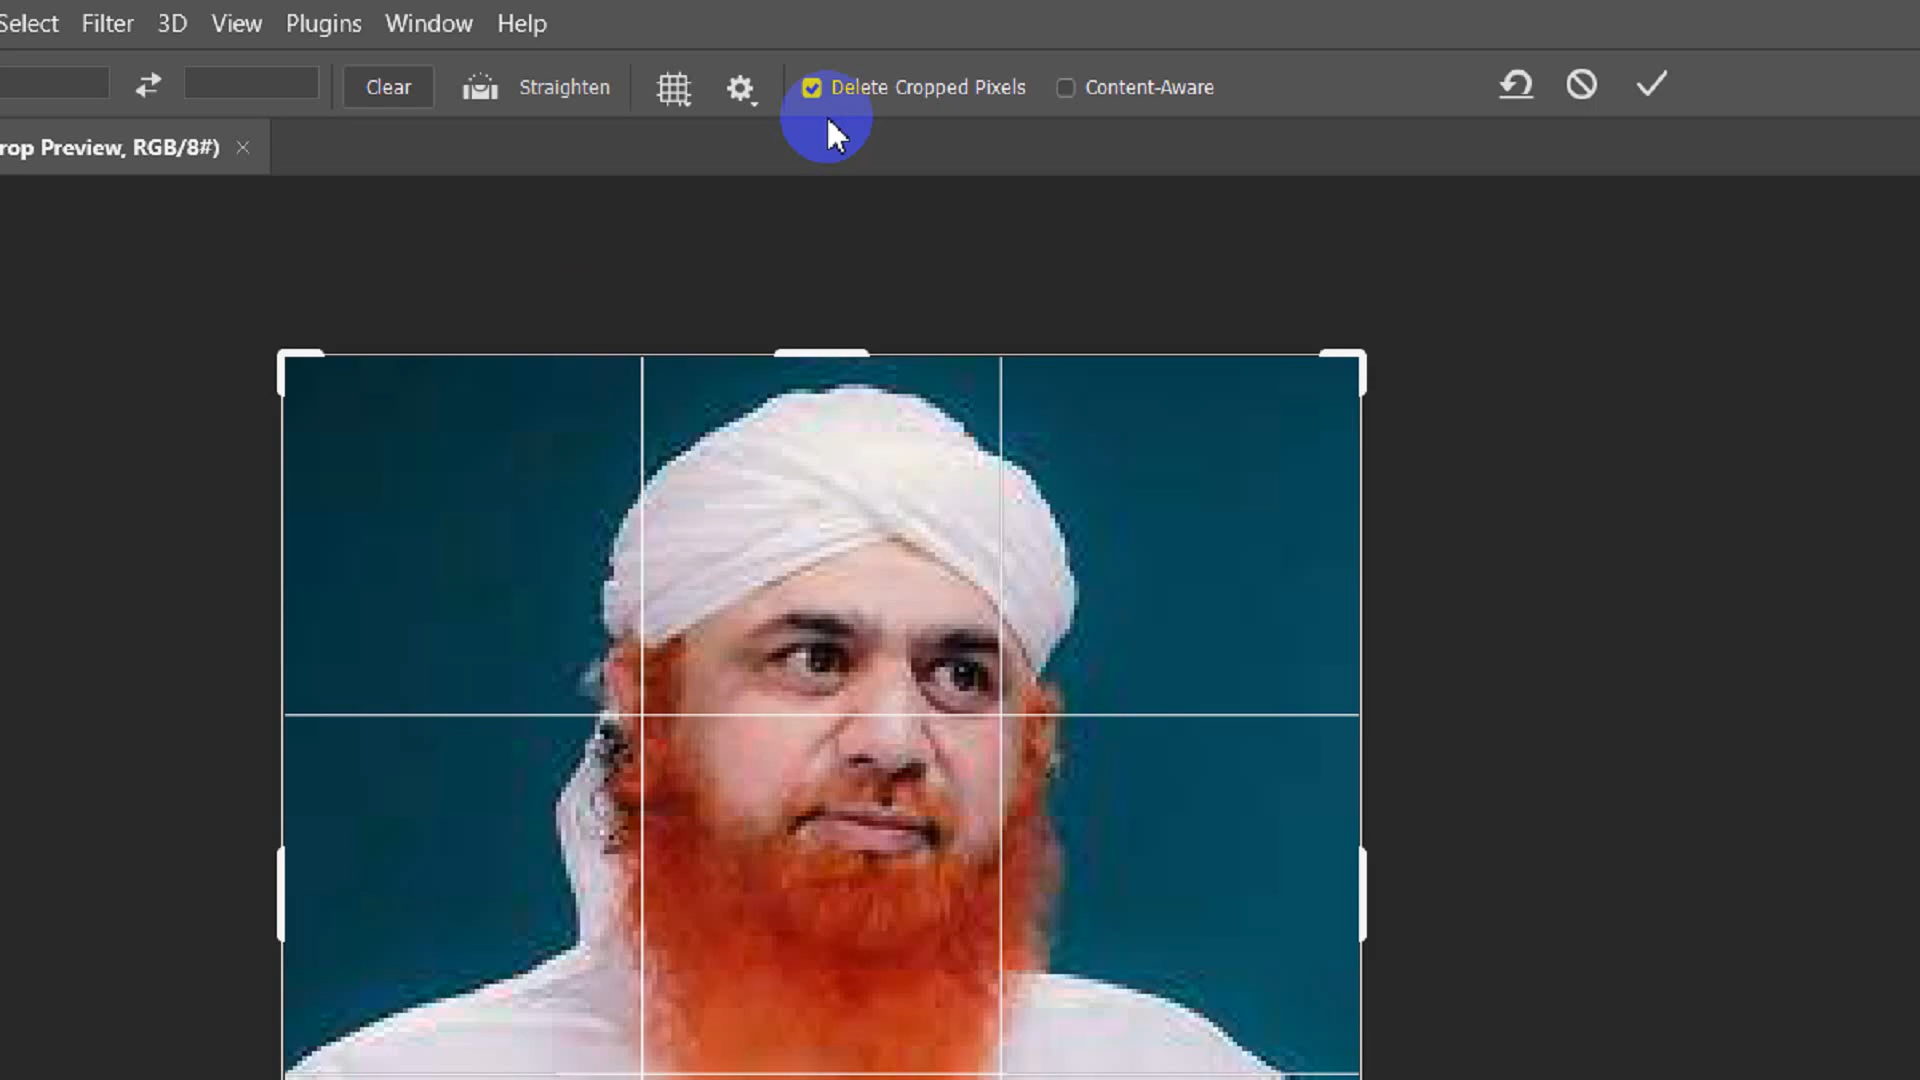 Select Filter 3D View Plugins Window Help
Clear Straighten Delete Cropped Pixels Content-Aware
rop Preview, RGB/8#) ×